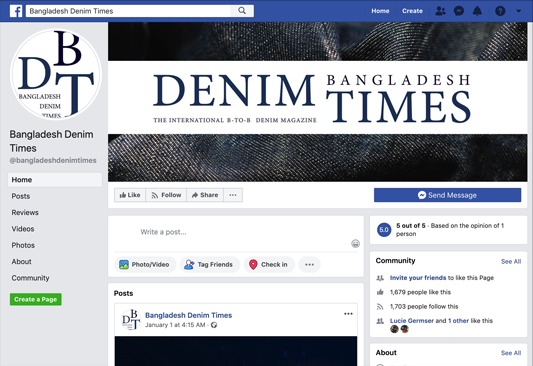 Bangladesh Denim Times
Home
Create
B
D T
BANGLADESH
DENIM
TIMES
Bangladesh Denim
Times
@bangladeshdenimtimes
Home
Posts
Reviews
Videos
Photos
About
Community
Create a Page
DENIM BANGLADESH
TIMES
THE INTERNATIONAL B-TO-B DENIM MAGAZINE
Like
Follow
Share
Send Message
Write a post...
Photo/Video
Tag Friends
Check in
Posts
Bangladesh Denim Times
January 1 at 4:15 AM ·
5.0
5 out of 5 · Based on the opinion of 1
person
Community
See All
Invite your friends to like this Page
1,679 people like this
1,703 people follow this
Lucie Germser and 1 other like this
About
See All